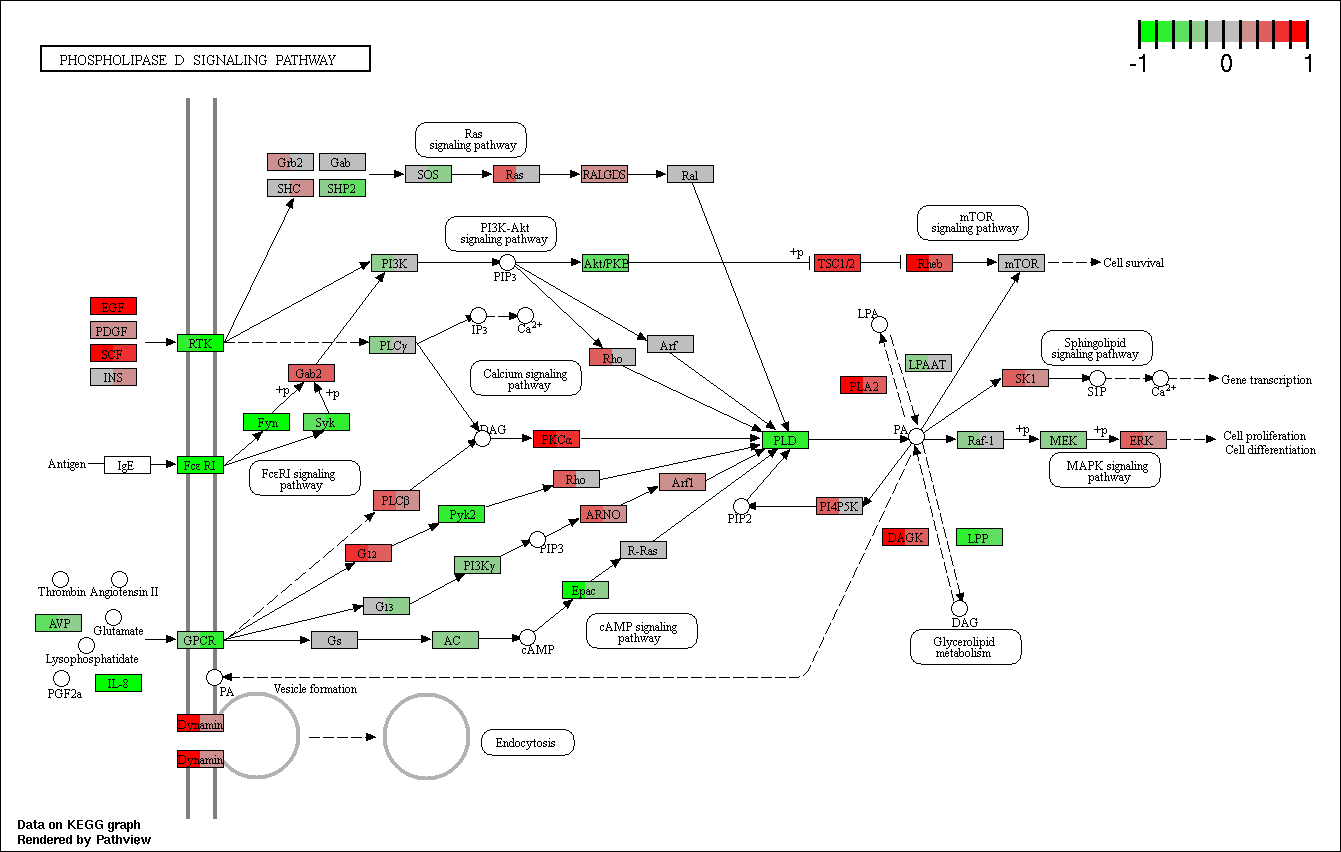 -1
0
1
PHOSPHOLIPASE D SIGNALING PATHWAY
Ras
signaling pathway
Grb2
Gab
SHC
SHP2
SOS
Ras
RALGDS
Ral
PI3K-Akt
signaling pathway
mTOR
signaling pathway
PI3K
PIP3
Akt/PKB
+p
TSC1/2
Rheb
mTOR
Cell survival
EGF
PDGF
SCF
INS
RTK
PLCγ
IP3
Ca2+
Rho
Arf
LPA
LPAAT
PLA2
Sphingolipid
signaling pathway
Gab2
+p
+p
Calcium signaling
pathway
SK1
S1P
Ca2+
Gene transcription
Fyn
Syk
DAG
PKCα
PLD
PA
Raf-1
+p
MEK
+p
ERK
Cell proliferation
Cell differentiation
Antigen
IgE
Fcε RI
FcεRI signaling
pathway
MAPK signaling
pathway
PLCβ
Rho
Arf1
Pyk2
ARNO
PIP2
PI4P5K
G12
PIP3
R-Ras
DAGK
LPP
PI3Kγ
Epac
G13
Thrombin
Angiotensin II
AVP
Glutamate
GPCR
Gs
AC
cAMP
cAMP signaling
pathway
DAG
Glycerolipid
metabolism
Lysophosphatidate
PGF2a
IL-8
PA
Vesicle formation
Dynamin
Dynamin
Endocytosis
Data on KEGG graph
Rendered by Pathview